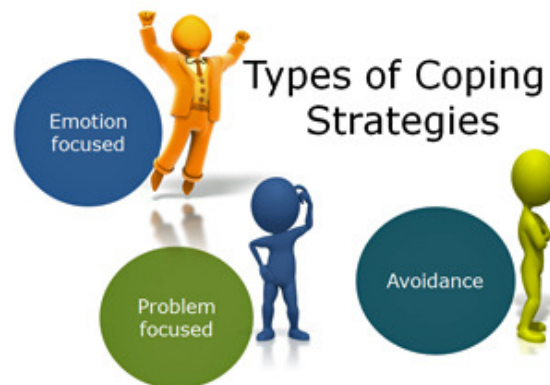 Types of Coping
Strategies
Emotion
focused
Problem
focused
Avoidance